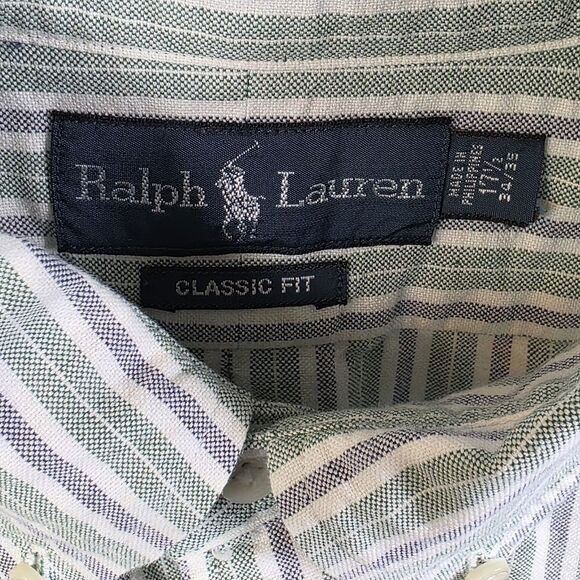 Ralph Lauren
CLASSIC FIT
MADE IN
PHILIPPINES
17 1/2
34/35